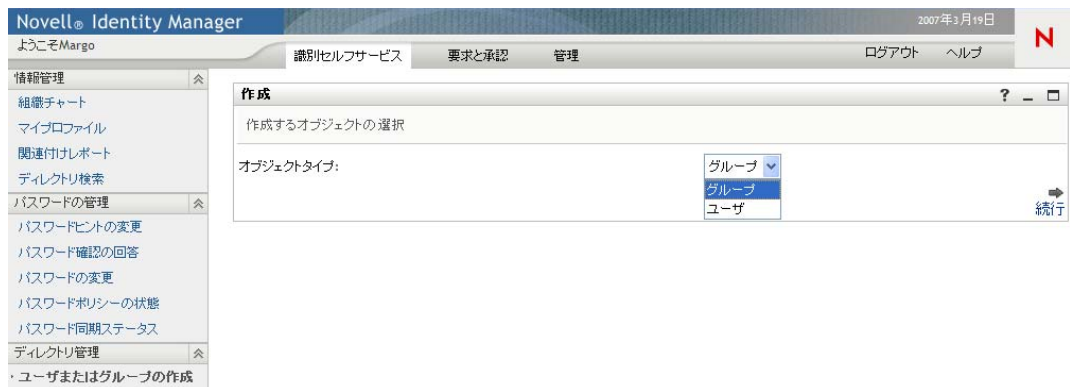 Novell® Identity Manager
2007年3月19日
ようこそMargo
識別セルフサービス 要求と承認 管理 ログアウト ヘルプ
N
情報管理
組織チャート
マイプロファイル
関連付けレポート
ディレクトリ検索
パスワードの管理
パスワードヒントの変更
パスワード確認の回答
パスワードの変更
パスワードポリシーの状態
パスワード同期ステータス
ディレクトリ管理
・ユーザまたはグループの作成
作成 ?
作成するオブジェクトの選択
オブジェクトタイプ: グループ
グループ
ユーザ
続行